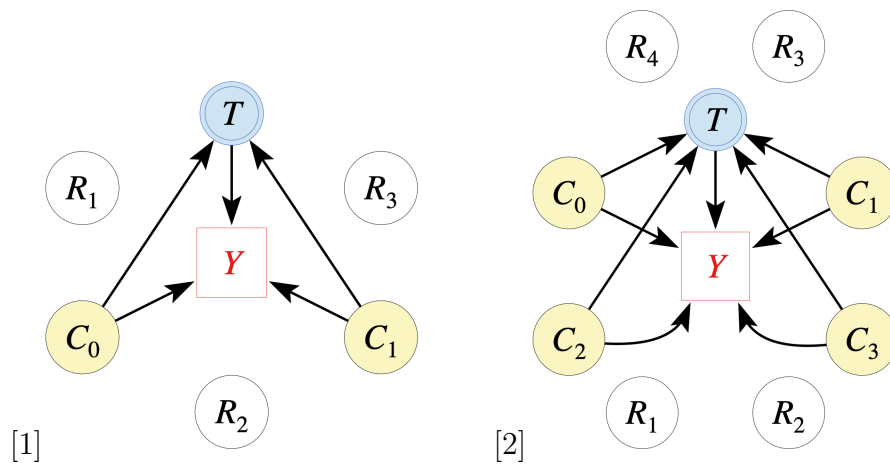 R4 R3
T T
R1 R3 C0 C1
Y Y
C0 C1 C2 C3
R2 R1 R2
[1] [2]